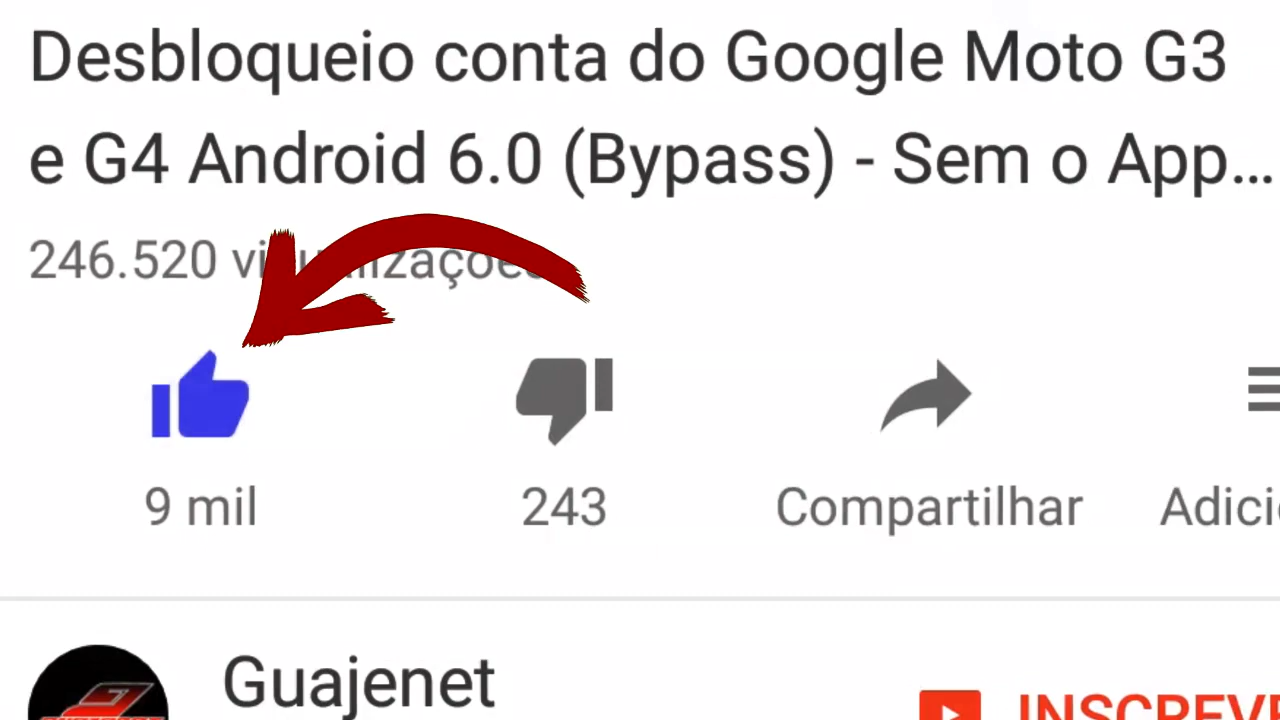 Desbloqueio conta do Google Moto G3
e G4 Android 6.0 (Bypass) - Sem o App...
246.520 visualizações
9 mil
243
Compartilhar
Guajenet